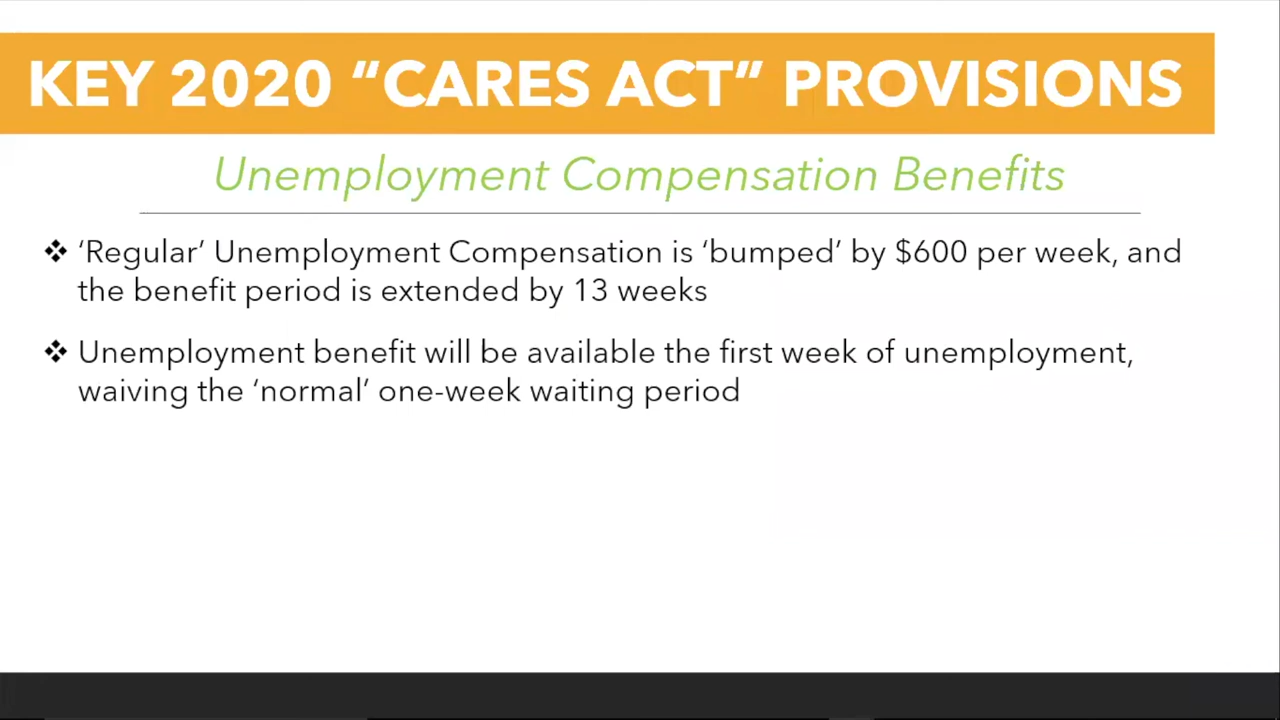 KEY 2020 “CARES ACT” PROVISIONS
Unemployment Compensation Benefits
❖ ‘Regular’ Unemployment Compensation is ‘bumped’ by $600 per week, and
the benefit period is extended by 13 weeks
❖ Unemployment benefit will be available the first week of unemployment,
waiving the ‘normal’ one-week waiting period